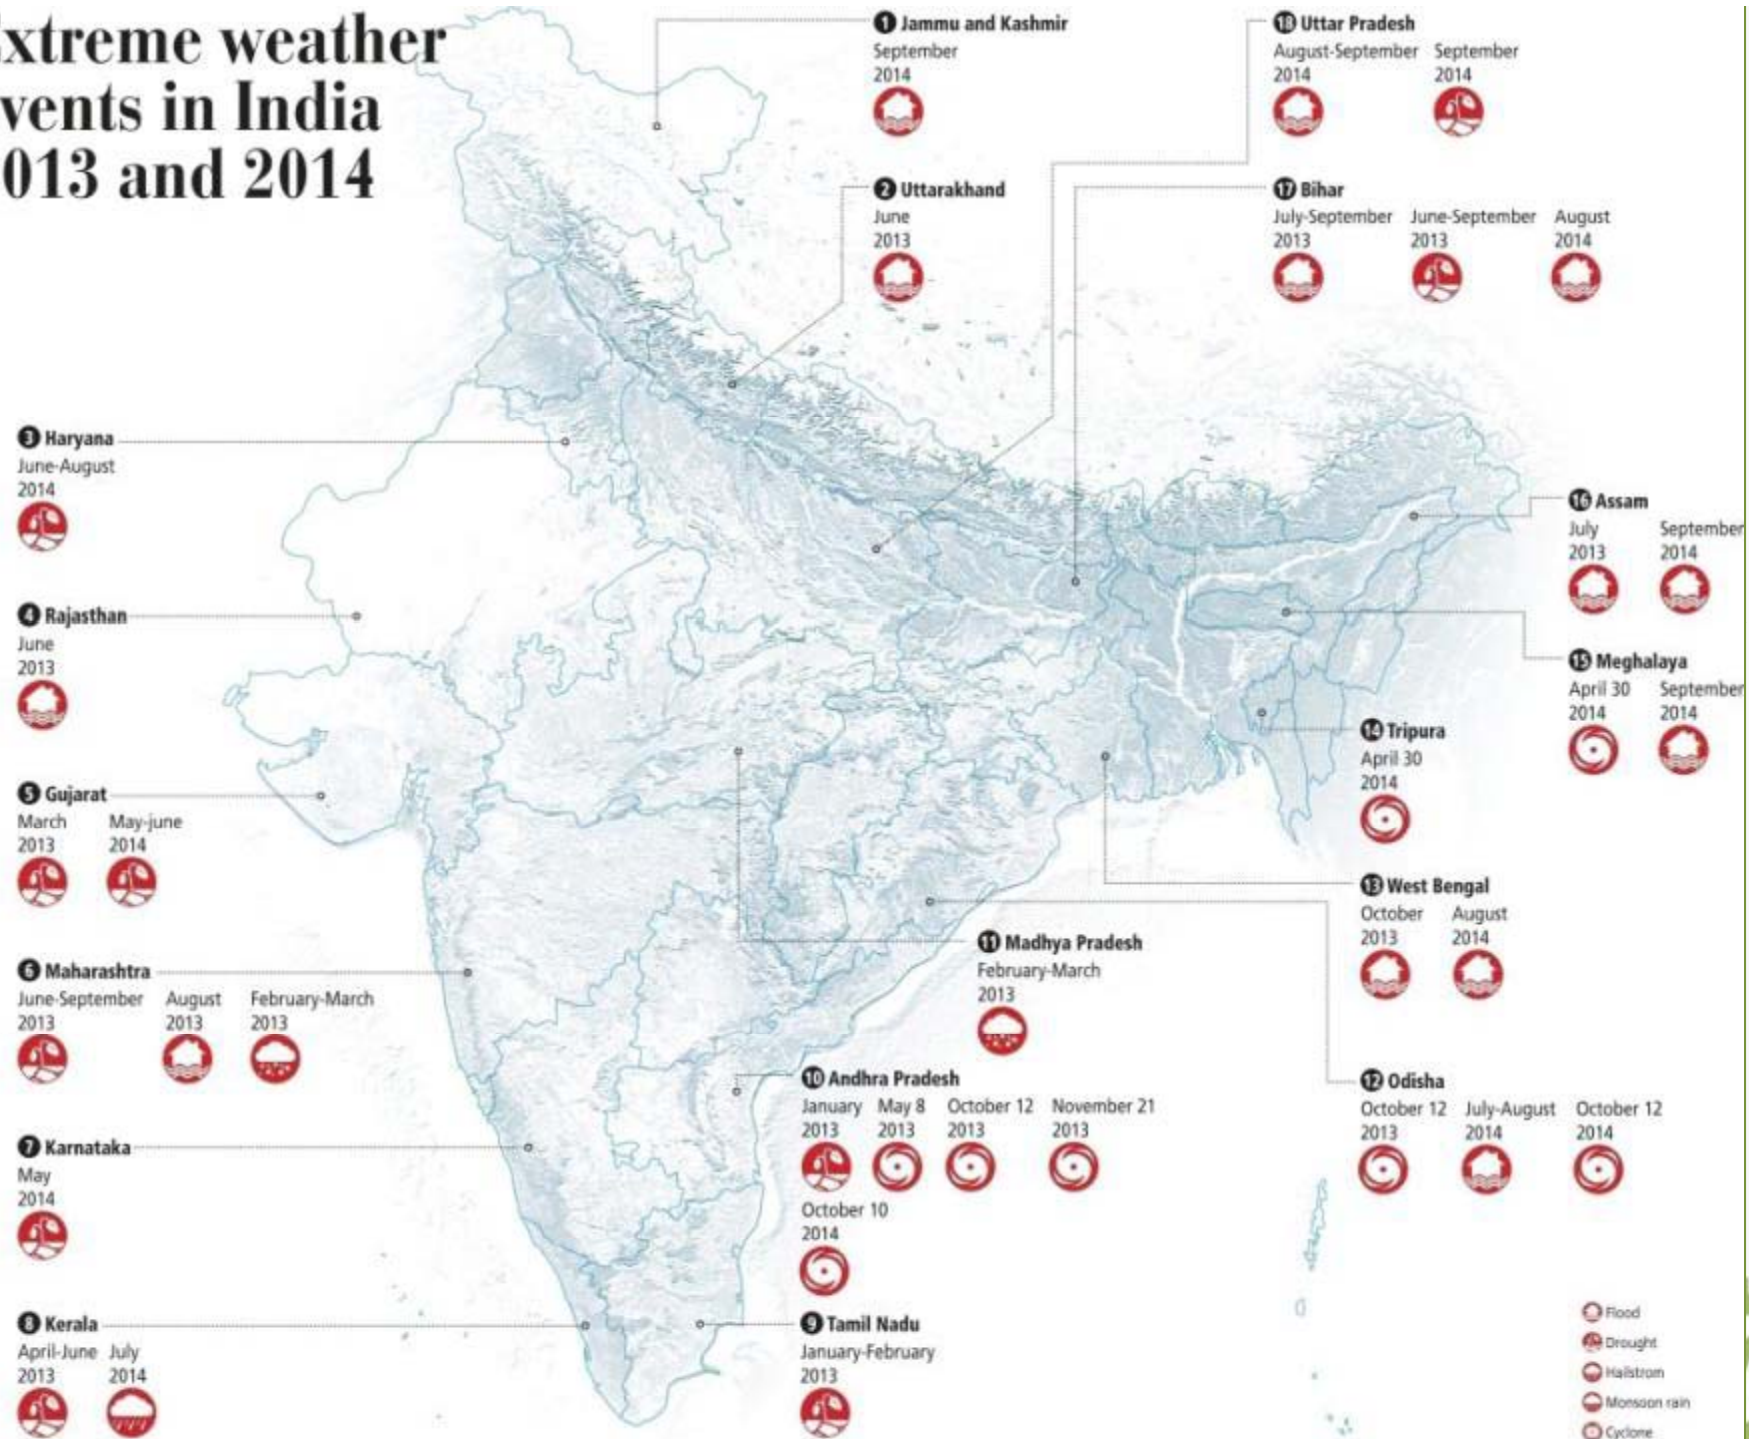 xtreme weather
vents in India
013 and 2014
1 Jammu and Kashmir
September
2014
2 Uttarakhand
June
2013
18 Uttar Pradesh
August-September September
2014 2014
17 Bihar
July-September June-September August
2013 2013 2014
3 Haryana
June-August
2014
4 Rajasthan
June
2013
5 Gujarat
March May-june
2013 2014
6 Maharashtra
June-September August February-March
2013 2013 2013
7 Karnataka
May
2014
8 Kerala
April-June July
2013 2014
16 Assam
July September
2013 2014
15 Meghalaya
April 30 September
2014 2014
14 Tripura
April 30
2014
13 West Bengal
October August
2013 2014
11 Madhya Pradesh
February-March
2013
10 Andhra Pradesh
January May 8 October 12 November 21
2013 2013 2013 2013
October 10
2014
12 Odisha
October 12 July-August October 12
2013 2014 2014
9 Tamil Nadu
January-February
2013
Flood
Drought
Hailstrom
Monsoon rain
Cyclone